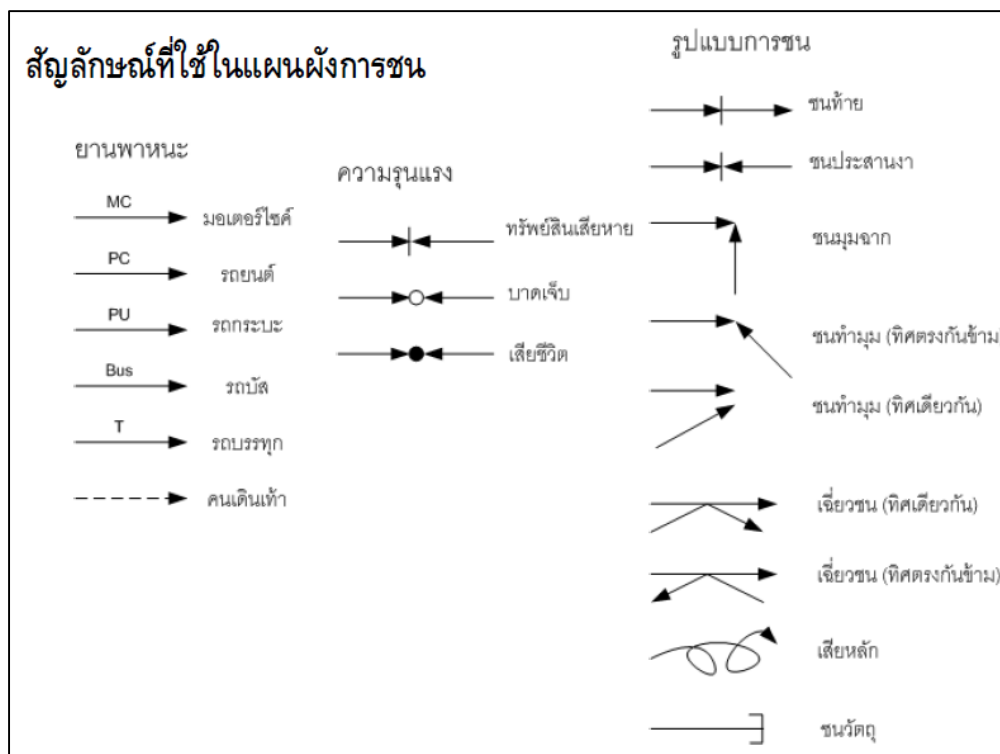 สัญลักษณ์ที่ใช้ในแผนผังการชน
ยานพาหนะ
MC
มอเตอร์ไซค์
PC
รถยนต์
PU
รถกระบะ
Bus
รถบัส
T
รถบรรทุก
คนเดินเท้า
ความรุนแรง
ทรัพย์สินเสียหาย
บาดเจ็บ
เสียชีวิต
รูปแบบการชน
ชนท้าย
ชนประสานงา
ชนมุมฉาก
ชนทำมุม (ทิศตรงกันข้าม)
ชนทำมุม (ทิศเดียวกัน)
เฉี่ยวชน (ทิศเดียวกัน)
เฉี่ยวชน (ทิศตรงกันข้าม)
เสียหลัก
ชนวัตถุ